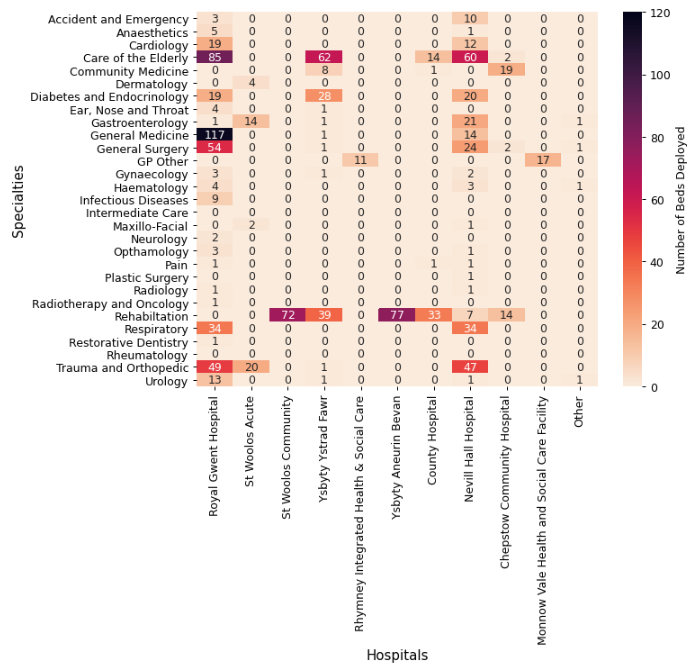 Accident and Emergency 3 0 0 0 0 0 0 10 0 0 0
Anaesthetics 5 0 0 0 0 0 0 1 0 0 0
Cardiology 19 0 0 0 0 0 0 12 0 0 0
Care of the Elderly 85 0 0 62 0 0 14 60 2 0 0
Community Medicine 0 0 0 8 0 0 1 0 19 0 0
Dermatology 0 4 0 0 0 0 0 0 0 0 0
Diabetes and Endocrinology 19 0 0 28 0 0 0 20 0 0 0
Ear, Nose and Throat 4 0 0 1 0 0 0 0 0 0 0
Gastroenterology 1 14 0 1 0 0 0 21 0 0 1
General Medicine 117 0 0 1 0 0 0 14 0 0 0
General Surgery 54 0 0 1 0 0 0 24 2 0 1
GP Other 0 0 0 0 11 0 0 0 0 17 0
Gynaecology 3 0 0 1 0 0 0 2 0 0 0
Haematology 4 0 0 0 0 0 0 3 0 0 1
Infectious Diseases 9 0 0 0 0 0 0 0 0 0 0
Intermediate Care 0 0 0 0 0 0 0 0 0 0 0
Maxillo-Facial 0 2 0 0 0 0 0 1 0 0 0
Neurology 2 0 0 0 0 0 0 0 0 0 0
Opthamology 3 0 0 0 0 0 0 1 0 0 0
Pain 1 0 0 0 0 0 1 1 0 0 0
Plastic Surgery 0 0 0 0 0 0 0 1 0 0 0
Radiology 1 0 0 0 0 0 0 1 0 0 0
Radiotherapy and Oncology 1 0 0 0 0 0 0 0 0 0 0
Rehabiltation 0 0 72 39 0 77 33 7 14 0 0
Respiratory 34 0 0 0 0 0 0 34 0 0 0
Restorative Dentistry 1 0 0 0 0 0 0 0 0 0 0
Rheumatology 0 0 0 0 0 0 0 0 0 0 0
Trauma and Orthopedic 49 20 0 1 0 0 0 47 0 0 0
Urology 13 0 0 1 0 0 0 1 0 0 1
Specialties
Royal Gwent Hospital
St Woolos Acute
St Woolos Community
Ysbyty Ystrad Fawr
Rhymney Integrated Health & Social Care
Ysbyty Aneurin Bevan
County Hospital
Nevill Hall Hospital
Chepstow Community Hospital
Monnow Vale Health and Social Care Facility
Other
Hospitals
120
100
80
60
40
20
0
Number of Beds Deployed